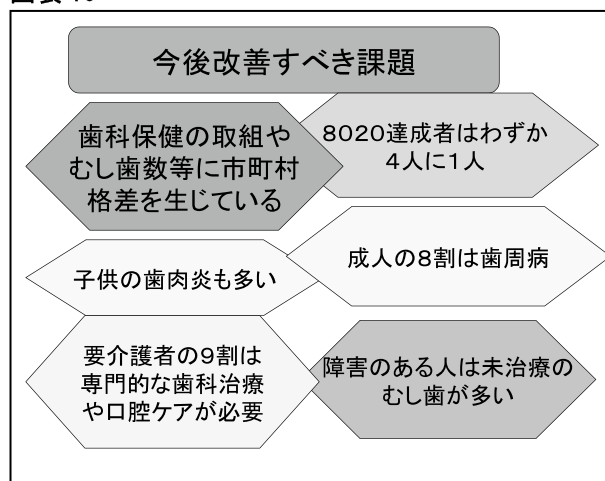 今後改善すべき課題
歯科保健の取組や
むし歯数等に市町村
格差を生じている
8020達成者はわずか
4人に1人
子供の歯肉炎も多い
成人の8割は歯周病
要介護者の9割は
専門的な歯科治療
や口腔ケアが必要
障害のある人は未治療の
むし歯が多い